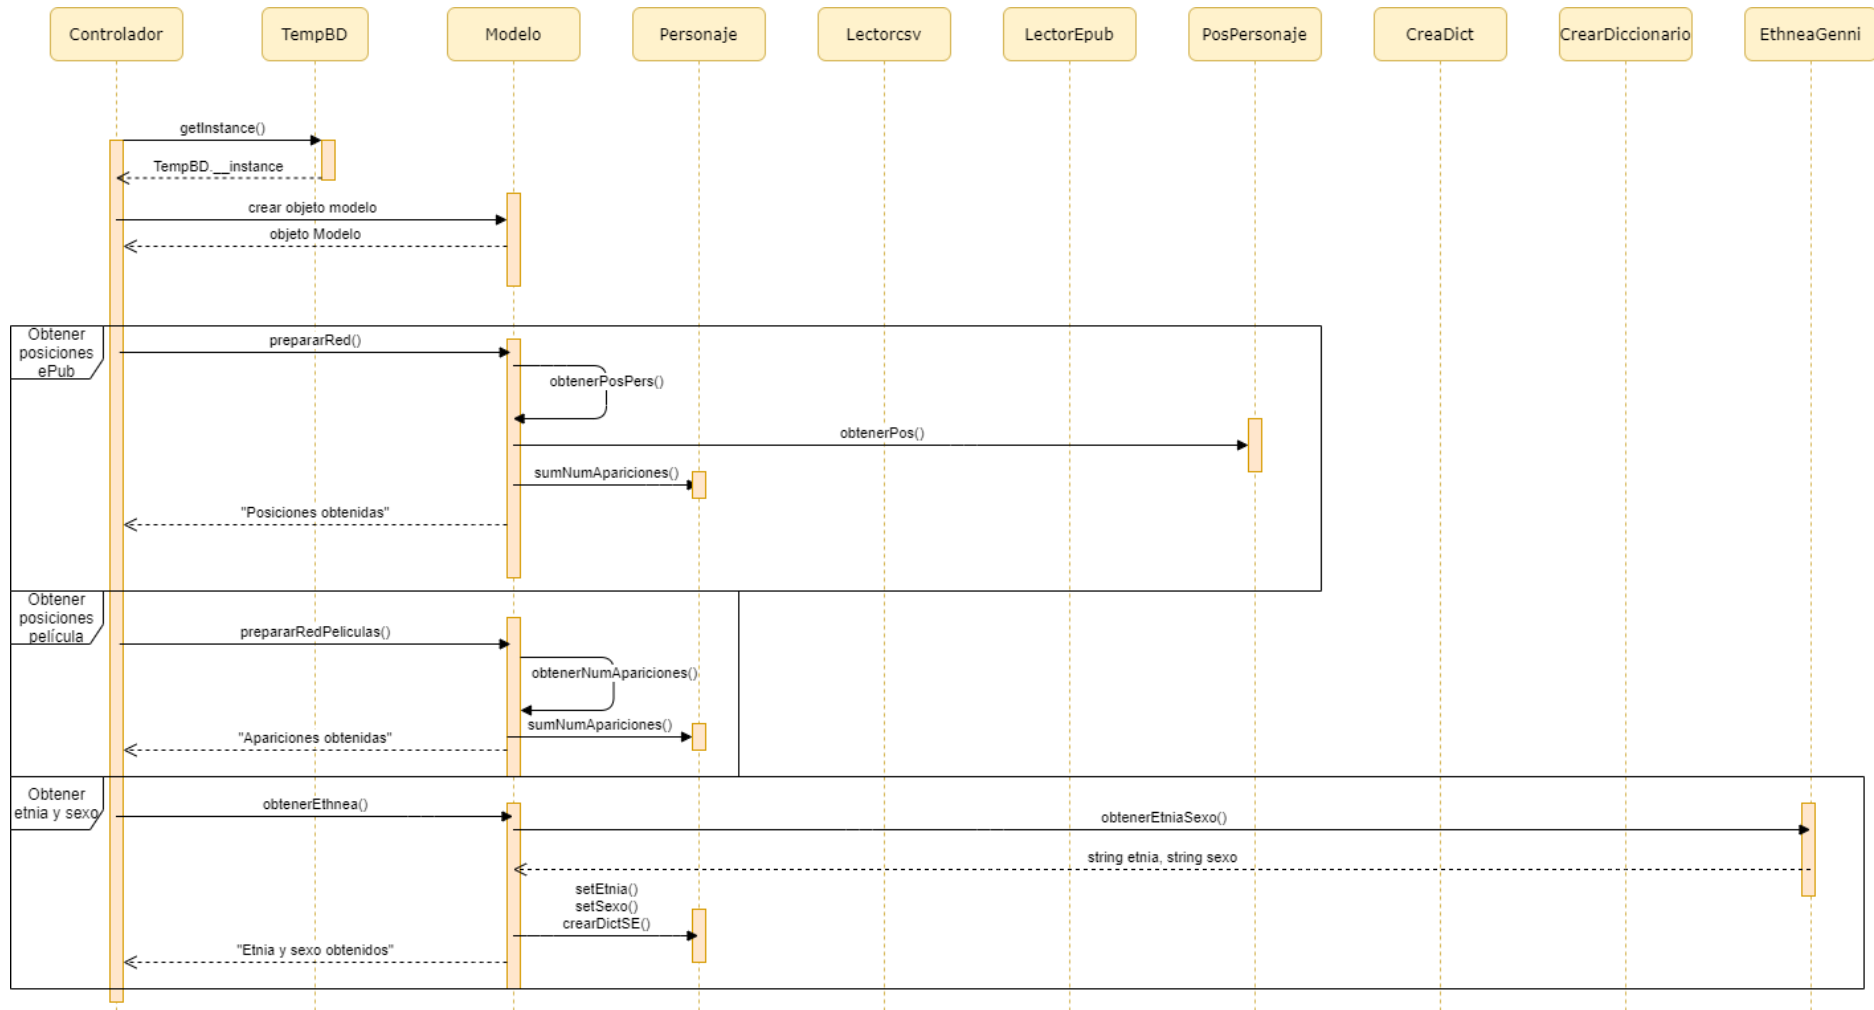 Controlador
TempBD
Modelo
Personaje
Lectorcsv
LectorEpub
PosPersonaje
CreaDict
CrearDiccionario
EthneaGenni
getInstance()
TempBD.__instance
crear objeto modelo
objeto Modelo
Obtener
posiciones
ePub
prepararRed()
obtenerPosPers()
obtenerPos()
sumNumApariciones()
"Posiciones obtenidas"
Obtener
posiciones
película
prepararRedPeliculas()
obtenerNumApariciones()
sumNumApariciones()
"Apariciones obtenidas"
Obtener
etnia y sexo
obtenerEthnea()
obtenerEtniaSexo()
string etnia, string sexo
setEtnia()
setSexo()
crearDictSE()
"Etnia y sexo obtenidos"